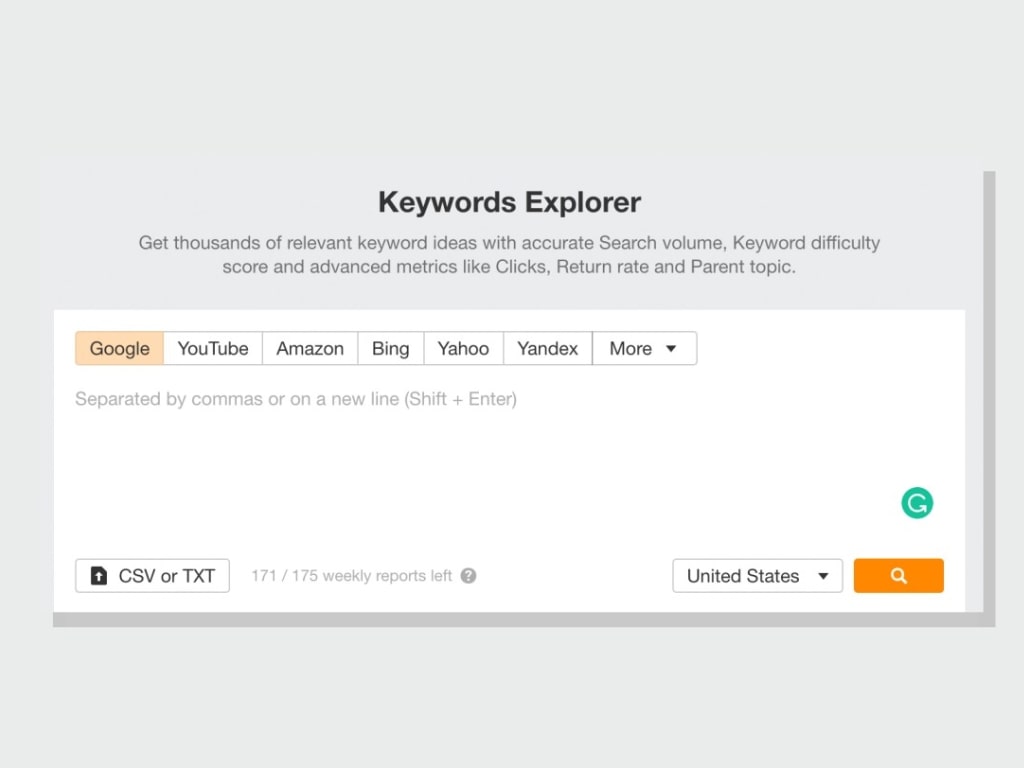 Keywords Explorer
Get thousands of relevant keyword ideas with accurate Search volume, Keyword difficulty
score and advanced metrics like Clicks, Return rate and Parent topic.
Google YouTube Amazon Bing Yahoo Yandex More
Separated by commas or on a new line (Shift + Enter)
CSV or TXT 171 / 175 weekly reports left ? United States